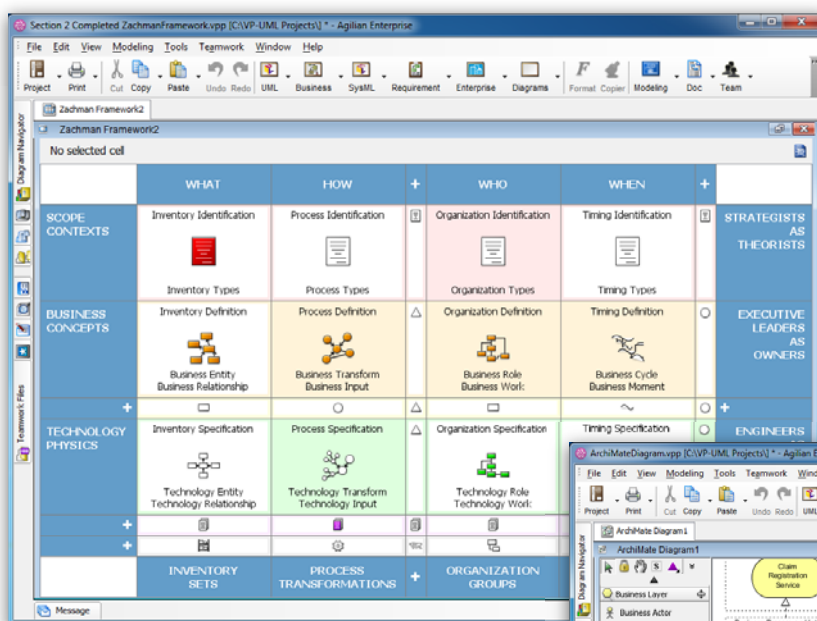 Section 2 Completed ZachmanFramework.vpp [C:\VP-UML Projects\] * - Agilian Enterprise
File Edit View Modeling Tools Teamwork Window Help
Project Print Cut Copy Paste Undo Redo UML Business SysML Requirement Enterprise Diagrams Format Copier Modeling Doc Team
Zachman Framework2
Zachman Framework2
No selected cell
Diagram Navigator
Teamwork Files
WHAT HOW + WHO WHEN +
SCOPE
CONTEXTS
Inventory Identification Process Identification Organization Identification Timing Identification
Inventory Types Process Types Organization Types Timing Types
STRATEGISTS
AS
THEORISTS
BUSINESS
CONCEPTS
Inventory Definition Process Definition Organization Definition Timing Definition
Business Entity Business Transform Business Role Business Cycle
Business Relationship Business Input Business Work Business Moment
EXECUTIVE
LEADERS
AS
OWNERS
+ +
TECHNOLOGY
PHYSICS
Inventory Specification Process Specification Organization Specification Timing Specification
Technology Entity Technology Transform Technology Role
Technology Relationship Technology Input Technology Work
ENGINEERS
+
+
INVENTORY
SETS
PROCESS
TRANSFORMATIONS
+
ORGANIZATION
GROUPS
Message
ArchiMateDiagram.vpp [C:\VP-UML Projects\] * - Agilian E
File Edit View Modeling Tools Teamwork Wind
Project Print Cut Copy Paste Undo Redo UML
ArchiMate Diagram1
ArchiMate Diagram1
Diagram Navigator
Business Layer
Business Actor
Claim
Registration
Service